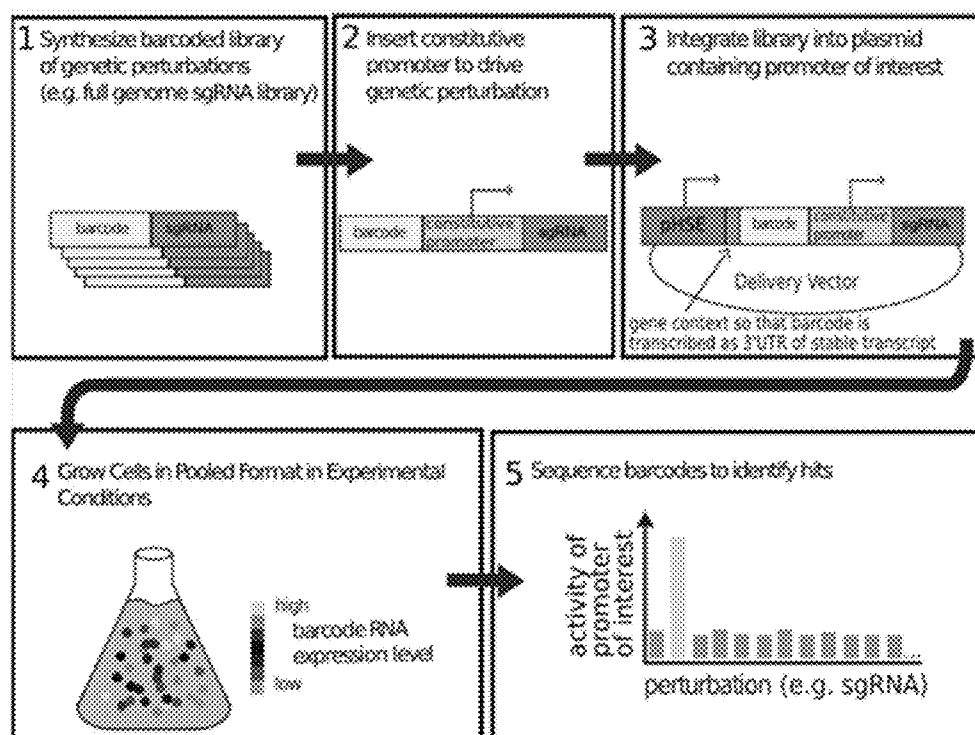 1 Synthesize barcoded library
of genetic perturbations
(e.g. full genome sgRNA library)
2 Insert constitutive
promoter to drive
genetic perturbation
3 Integrate library into plasmid
containing promoter of interest
barcode sgRNA
barcode constitutive promoter sgRNA
pHSE barcode constitutive promoter sgRNA
Delivery Vector
gene context so that barcode is
transcribed as 3'UTR of stable transcript
4 Grow Cells in Pooled Format in Experimental
Conditions
high
barcode RNA
expression level
low
5 Sequence barcodes to identify hits
activity of
promoter
of interest
...
perturbation (e.g. sgRNA)